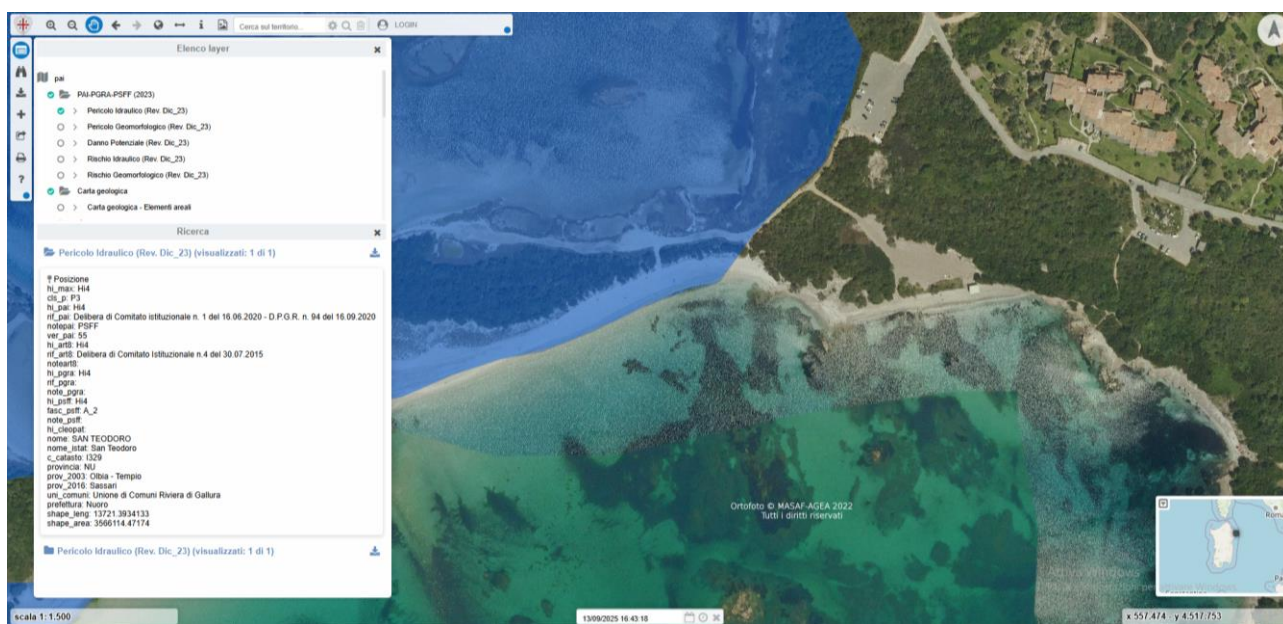 Cerca sul territorio...
LOGIN
Elenco layer
pai
PAI-PGRA-PSFF (2023)
Pericolo Idraulico (Rev. Dic_23)
Pericolo Geomorfologico (Rev. Dic_23)
Danno Potenziale (Rev. Dic_23)
Rischio Idraulico (Rev. Dic_23)
Rischio Geomorfologico (Rev. Dic_23)
Carta geologica
Carta geologica - Elementi areali
Ricerca
Pericolo Idraulico (Rev. Dic_23) (visualizzati: 1 di 1)
Posizione
hi_max: Hi4
cls_p: P3
hi_pai: Hi4
rif_pai: Delibera di Comitato istituzionale n. 1 del 16.06.2020 - D.P.G.R. n. 94 del 16.09.2020
notepai: PSFF
ver_pai: 55
hi_art8: Hi4
rif_art8: Delibera di Comitato Istituzionale n.4 del 30.07.2015
noteart8:
hi_pgra: Hi4
rif_pgra:
note_pgra:
hi_psff: Hi4
fasc_psff: A_2
note_psff:
hi_cleopat:
nome: SAN TEODORO
nome_istat: San Teodoro
c_catasto: I329
provincia: NU
prov_2003: Olbia - Tempio
prov_2016: Sassari
uni_comuni: Unione di Comuni Riviera di Gallura
prefettura: Nuoro
shape_leng: 13721.3934133
shape_area: 3566114.47174
Pericolo Idraulico (Rev. Dic_23) (visualizzati: 1 di 1)
Ortofoto © MASAF-AGEA 2022
Tutti i diritti riservati
Roma
scala 1: 1.500
13/09/2025 16:43:18
x 557.474 - y 4.517.753